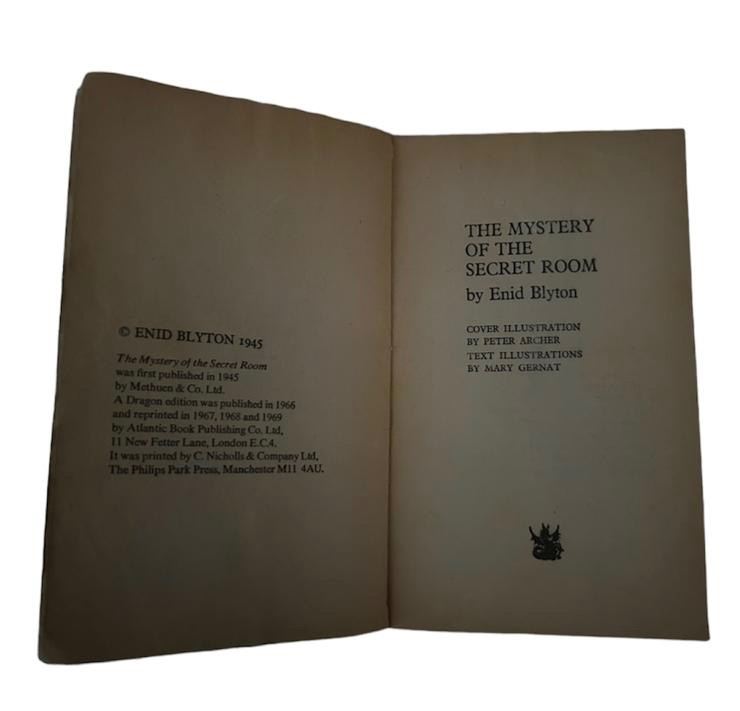 © ENID BLYTON 1945
The Mystery of the Secret Room
was first published in 1945
by Methuen & Co. Ltd.
A Dragon edition was published in 1966
and reprinted in 1967, 1968 and 1969
by Atlantic Book Publishing Co. Ltd,
11 New Fetter Lane, London E.C.4.
It was printed by C. Nicholls & Company Ltd,
The Philips Park Press, Manchester M11 4AU.
THE MYSTERY
OF THE
SECRET ROOM
by Enid Blyton
COVER ILLUSTRATION
BY PETER ARCHER
TEXT ILLUSTRATIONS
BY MARY GERNAT